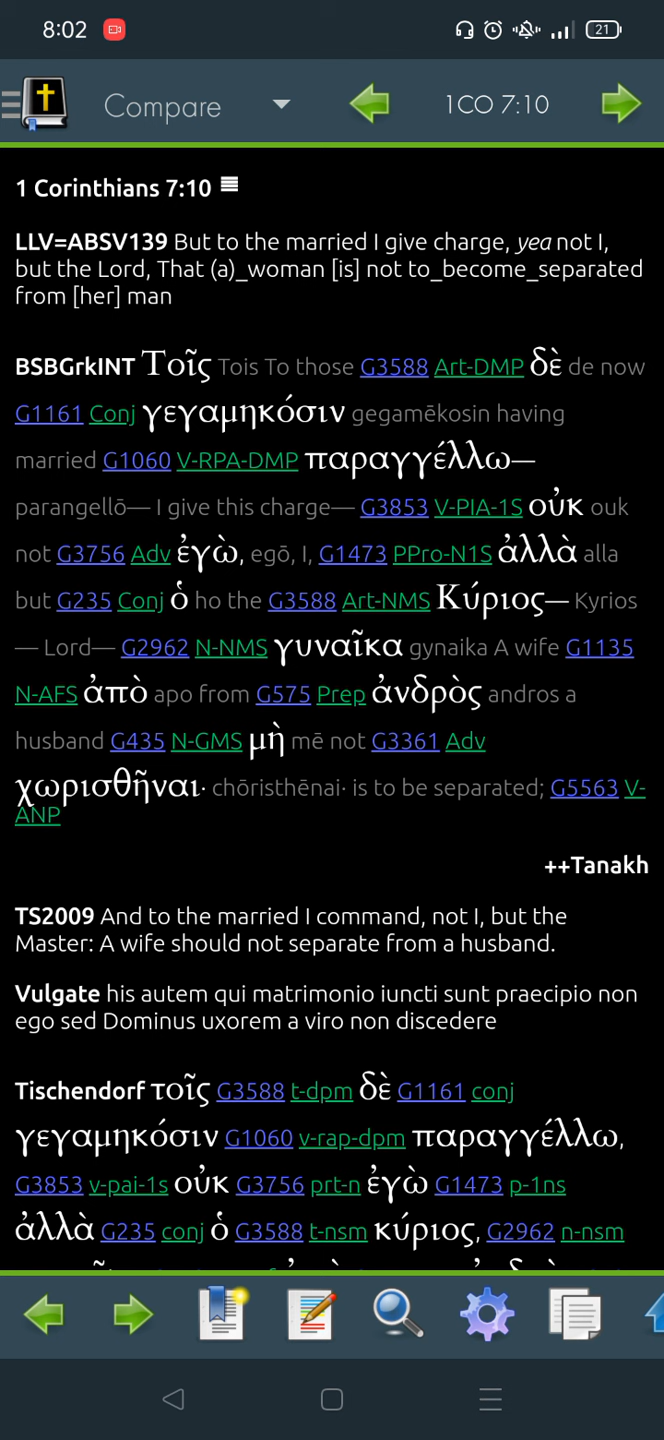 8:02
21
Compare
1CO 7:10
1 Corinthians 7:10
LLV=ABSV139 But to the married I give charge, yea not I,
but the Lord, That (a)_woman [is] not to_become_separated
from [her] man
BSBGrkINT Τοῖς Tois To those G3588 Art-DMP δὲ de now
G1161 Conj γεγαμηκόσιν gegamēkosin having
married G1060 V-RPA-DMP παραγγέλλω—
parangellō— I give this charge— G3853 V-PIA-1S οὐκ ouk
not G3756 Adv ἐγὼ, egō, I, G1473 PPro-N1S ἀλλὰ alla
but G235 Conj ὁ ho the G3588 Art-NMS Κύριος— Kyrios
— Lord— G2962 N-NMS γυναῖκα gynaika A wife G1135
N-AFS ἀπὸ apo from G575 Prep ἀνδρὸς andros a
husband G435 N-GMS μὴ mē not G3361 Adv
χωρισθῆναι· chōristhēnai· is to be separated; G5563 V-
ANP
++Tanakh
TS2009 And to the married I command, not I, but the
Master: A wife should not separate from a husband.
Vulgate his autem qui matrimonio iuncti sunt praecipio non
ego sed Dominus uxorem a viro non discedere
Tischendorf τοῖς G3588 t-dpm δὲ G1161 conj
γεγαμηκόσιν G1060 v-rap-dpm παραγγέλλω,
G3853 v-pai-1s οὐκ G3756 prt-n ἐγὼ G1473 p-1ns
ἀλλὰ G235 conj ὁ G3588 t-nsm κύριος, G2962 n-nsm